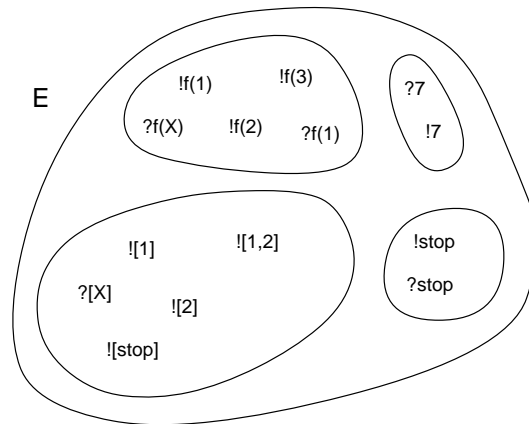 !f(1) !f(3)
E
?7
?f(X) !f(2) ?f(1)
!7
![1] ![1,2]
!stop
?[X]
?stop
![2]
![stop]